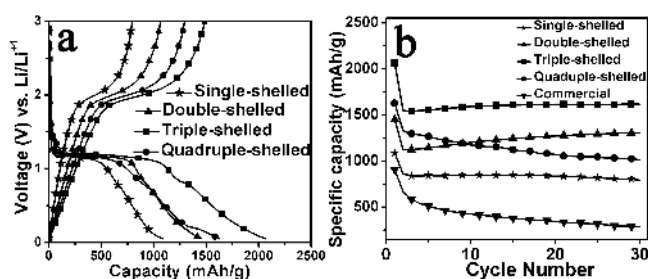 a
Voltage (V) vs. Li/Li⁺¹
3
2
1
0
Single-shelled
Double-shelled
Triple-shelled
Quadruple-shelled
0 500 1000 1500 2000 2500
Capacity (mAh/g)
b
Specific capacity (mAh/g)
2500
2000
1500
1000
500
Single-shelled
Double-shelled
Triple-shelled
Quaduple-shelled
Commercial
0 10 20 30
Cycle Number